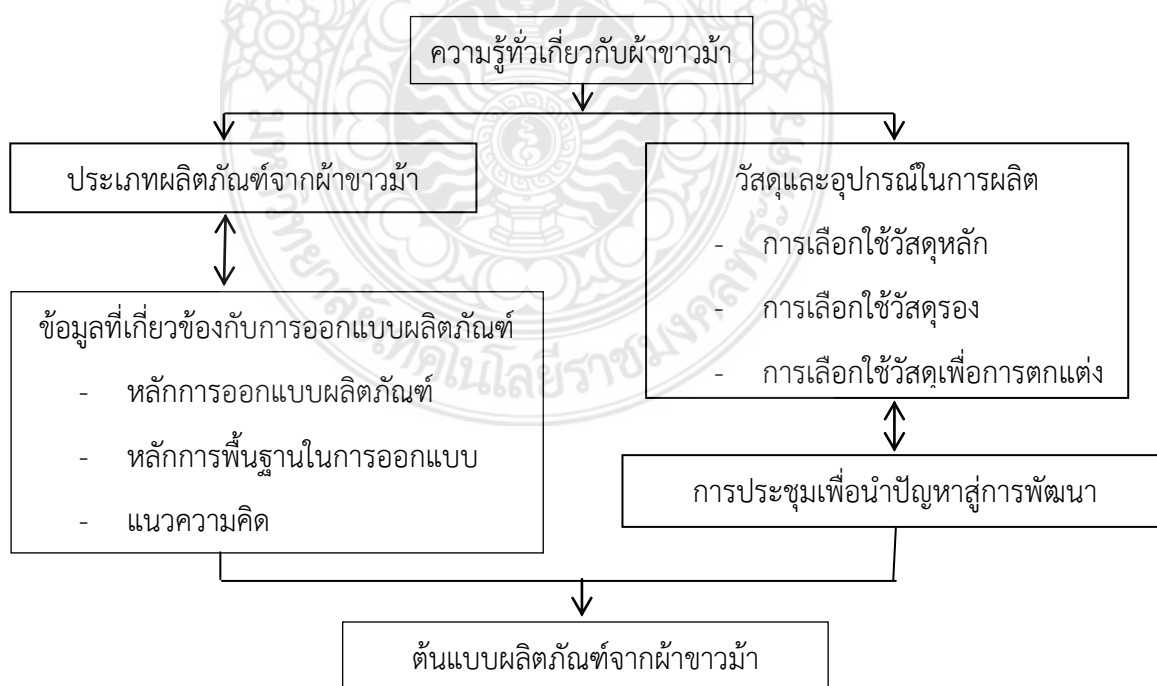 ความรู้ทั่วเกี่ยวกับผ้าขาวม้า
ประเภทผลิตภัณฑ์จากผ้าขาวม้า
ข้อมูลที่เกี่ยวข้องกับการออกแบบผลิตภัณฑ์
- หลักการออกแบบผลิตภัณฑ์
- หลักการพื้นฐานในการออกแบบ
- แนวความคิด
วัสดุและอุปกรณ์ในการผลิต
- การเลือกใช้วัสดุหลัก
- การเลือกใช้วัสดุรอง
- การเลือกใช้วัสดุเพื่อการตกแต่ง
การประชุมเพื่อนำปัญหาสู่การพัฒนา
ต้นแบบผลิตภัณฑ์จากผ้าขาวม้า